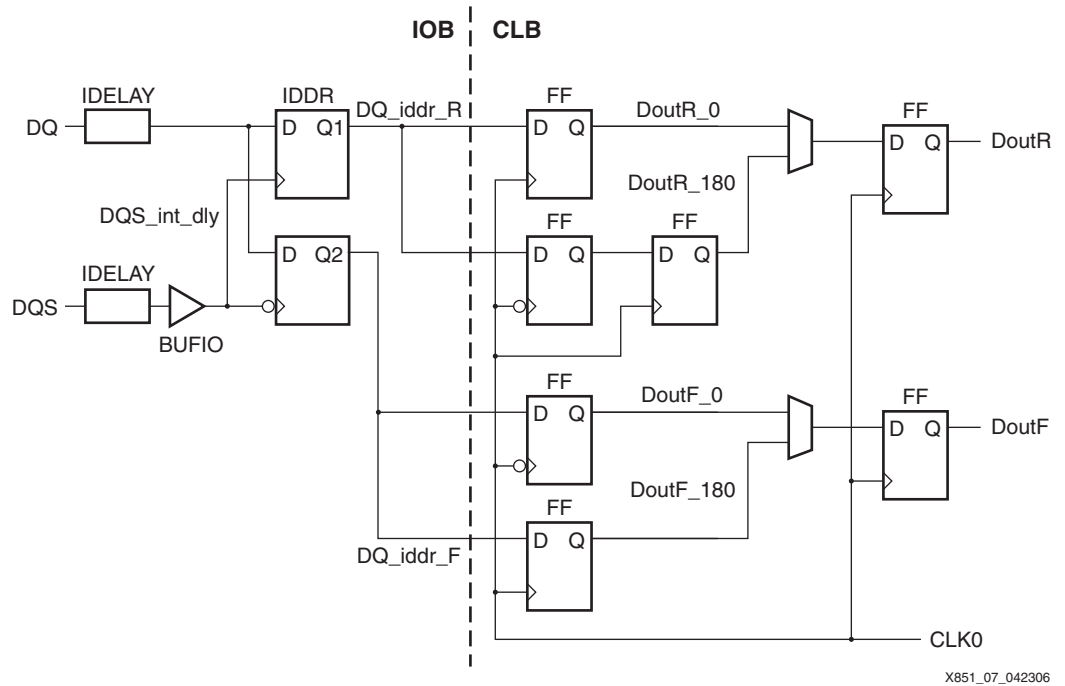 IOB CLB
IDELAY IDDR FF
DQ D Q1 DQ_iddr_R D Q DoutR_0 FF
D Q DoutR
DoutR_180
DQS_int_dly FF FF
D Q2 D Q D Q
IDELAY
DQS
BUFIO
FF
D Q DoutF_0 FF
D Q DoutF
DoutF_180
FF
D Q
DQ_iddr_F
CLK0
X851_07_042306